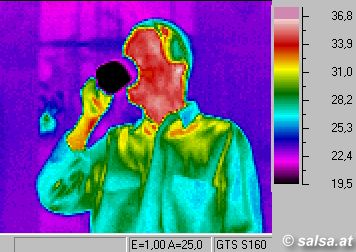 36,8
33,9
31,0
28,2
25,3
22,4
19,5
E=1,00 A=25,0
GTS S160
© salsa.at